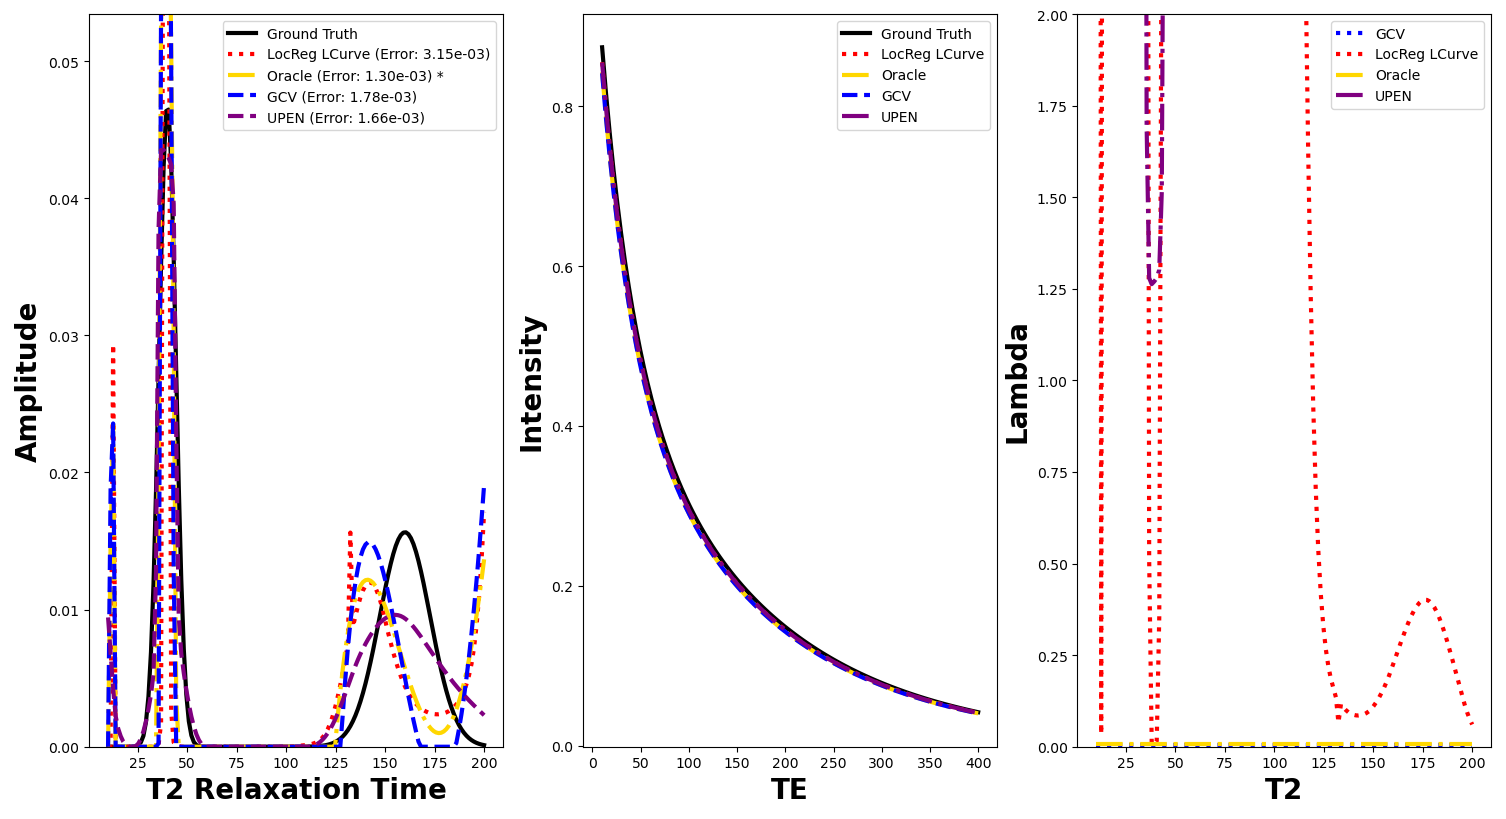 Ground Truth
LocReg LCurve (Error: 3.15e-03)
Oracle (Error: 1.30e-03) *
GCV (Error: 1.78e-03)
UPEN (Error: 1.66e-03)
0.05
0.04
0.03
0.02
0.01
0.00
Amplitude
25 50 75 100 125 150 175 200
T2 Relaxation Time
Ground Truth
LocReg LCurve
Oracle
GCV
UPEN
0.8
0.6
0.4
0.2
0.0
Intensity
0 50 100 150 200 250 300 350 400
TE
GCV
LocReg LCurve
Oracle
UPEN
2.00
1.75
1.50
1.25
1.00
0.75
0.50
0.25
0.00
Lambda
25 50 75 100 125 150 175 200
T2